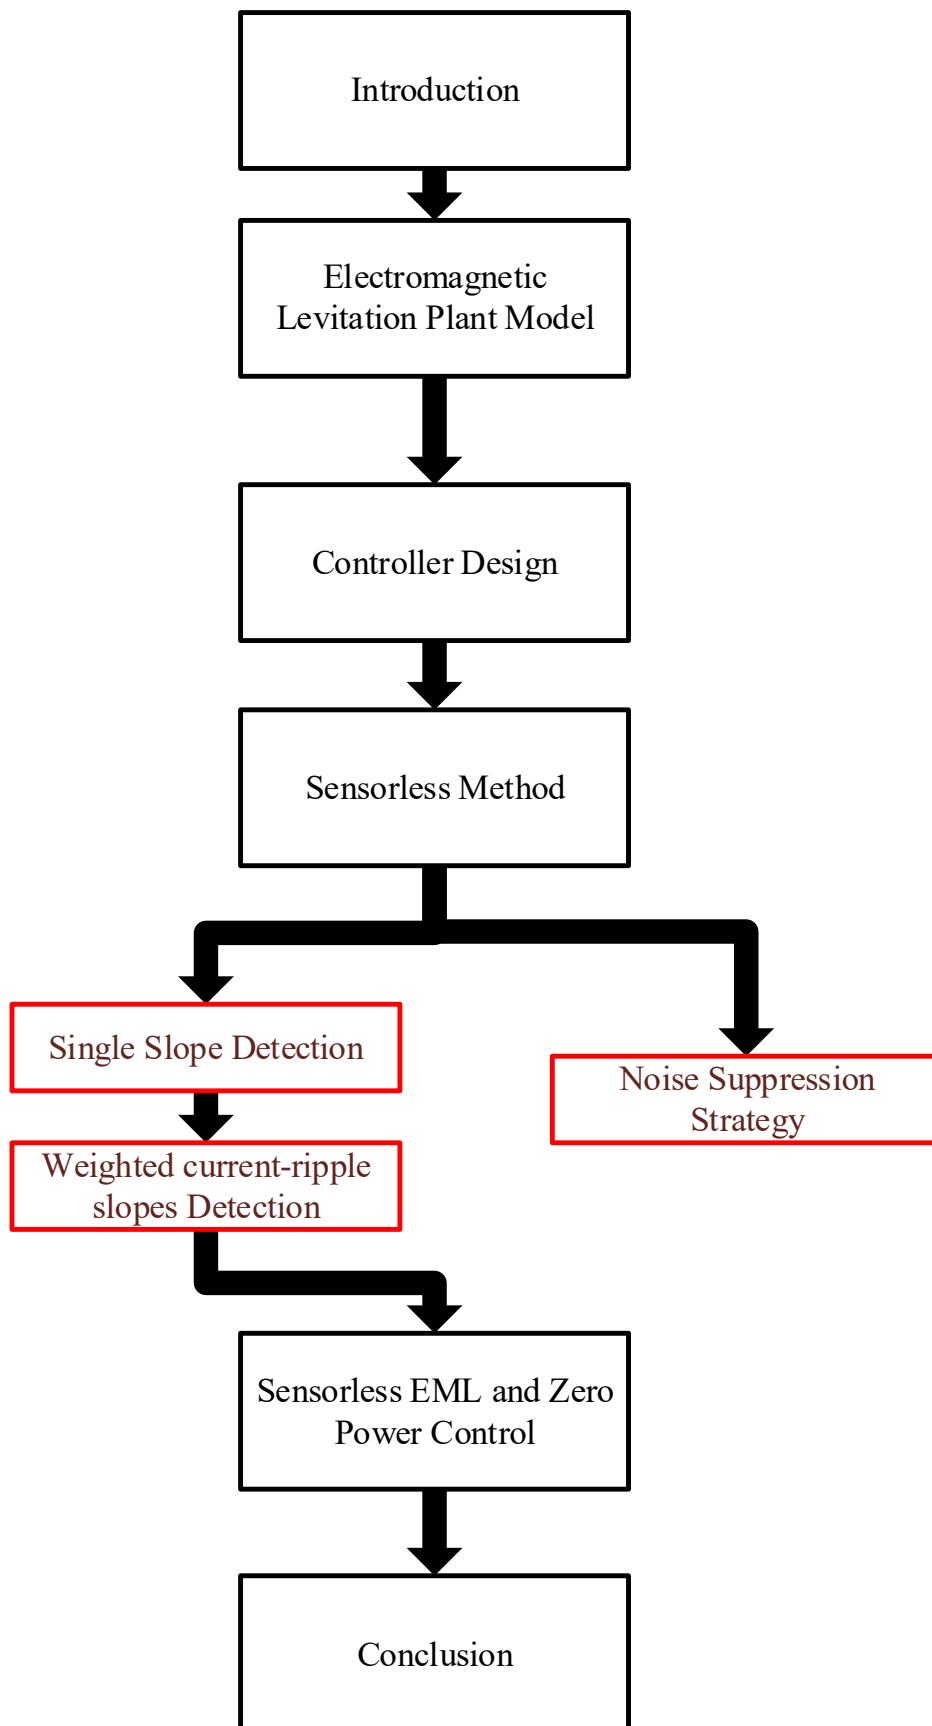 Introduction
Electromagnetic
Levitation Plant Model
Controller Design
Sensorless Method
Single Slope Detection
Noise Suppression
Strategy
Weighted current-ripple
slopes Detection
Sensorless EML and Zero
Power Control
Conclusion